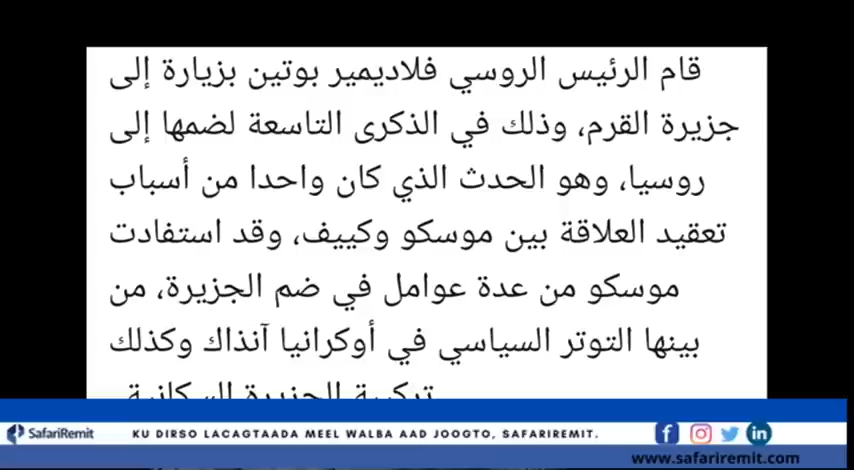 قام الرئيس الروسي فلاديمير بوتين بزيارة إلى
جزيرة القرم، وذلك في الذكرى التاسعة لضمها إلى
روسيا، وهو الحدث الذي كان واحدا من أسباب
تعقيد العلاقة بين موسكو وكييف، وقد استفادت
موسكو من عدة عوامل في ضم الجزيرة، من
بينها التوتر السياسي في أوكرانيا آنذاك وكذلك
تركيبة الجزيرة السكانية.
SafariRemit
KU DIRSO LACAGTAADA MEEL WALBA AAD JOOGTO, SAFARIREMIT.
www.safariremit.com